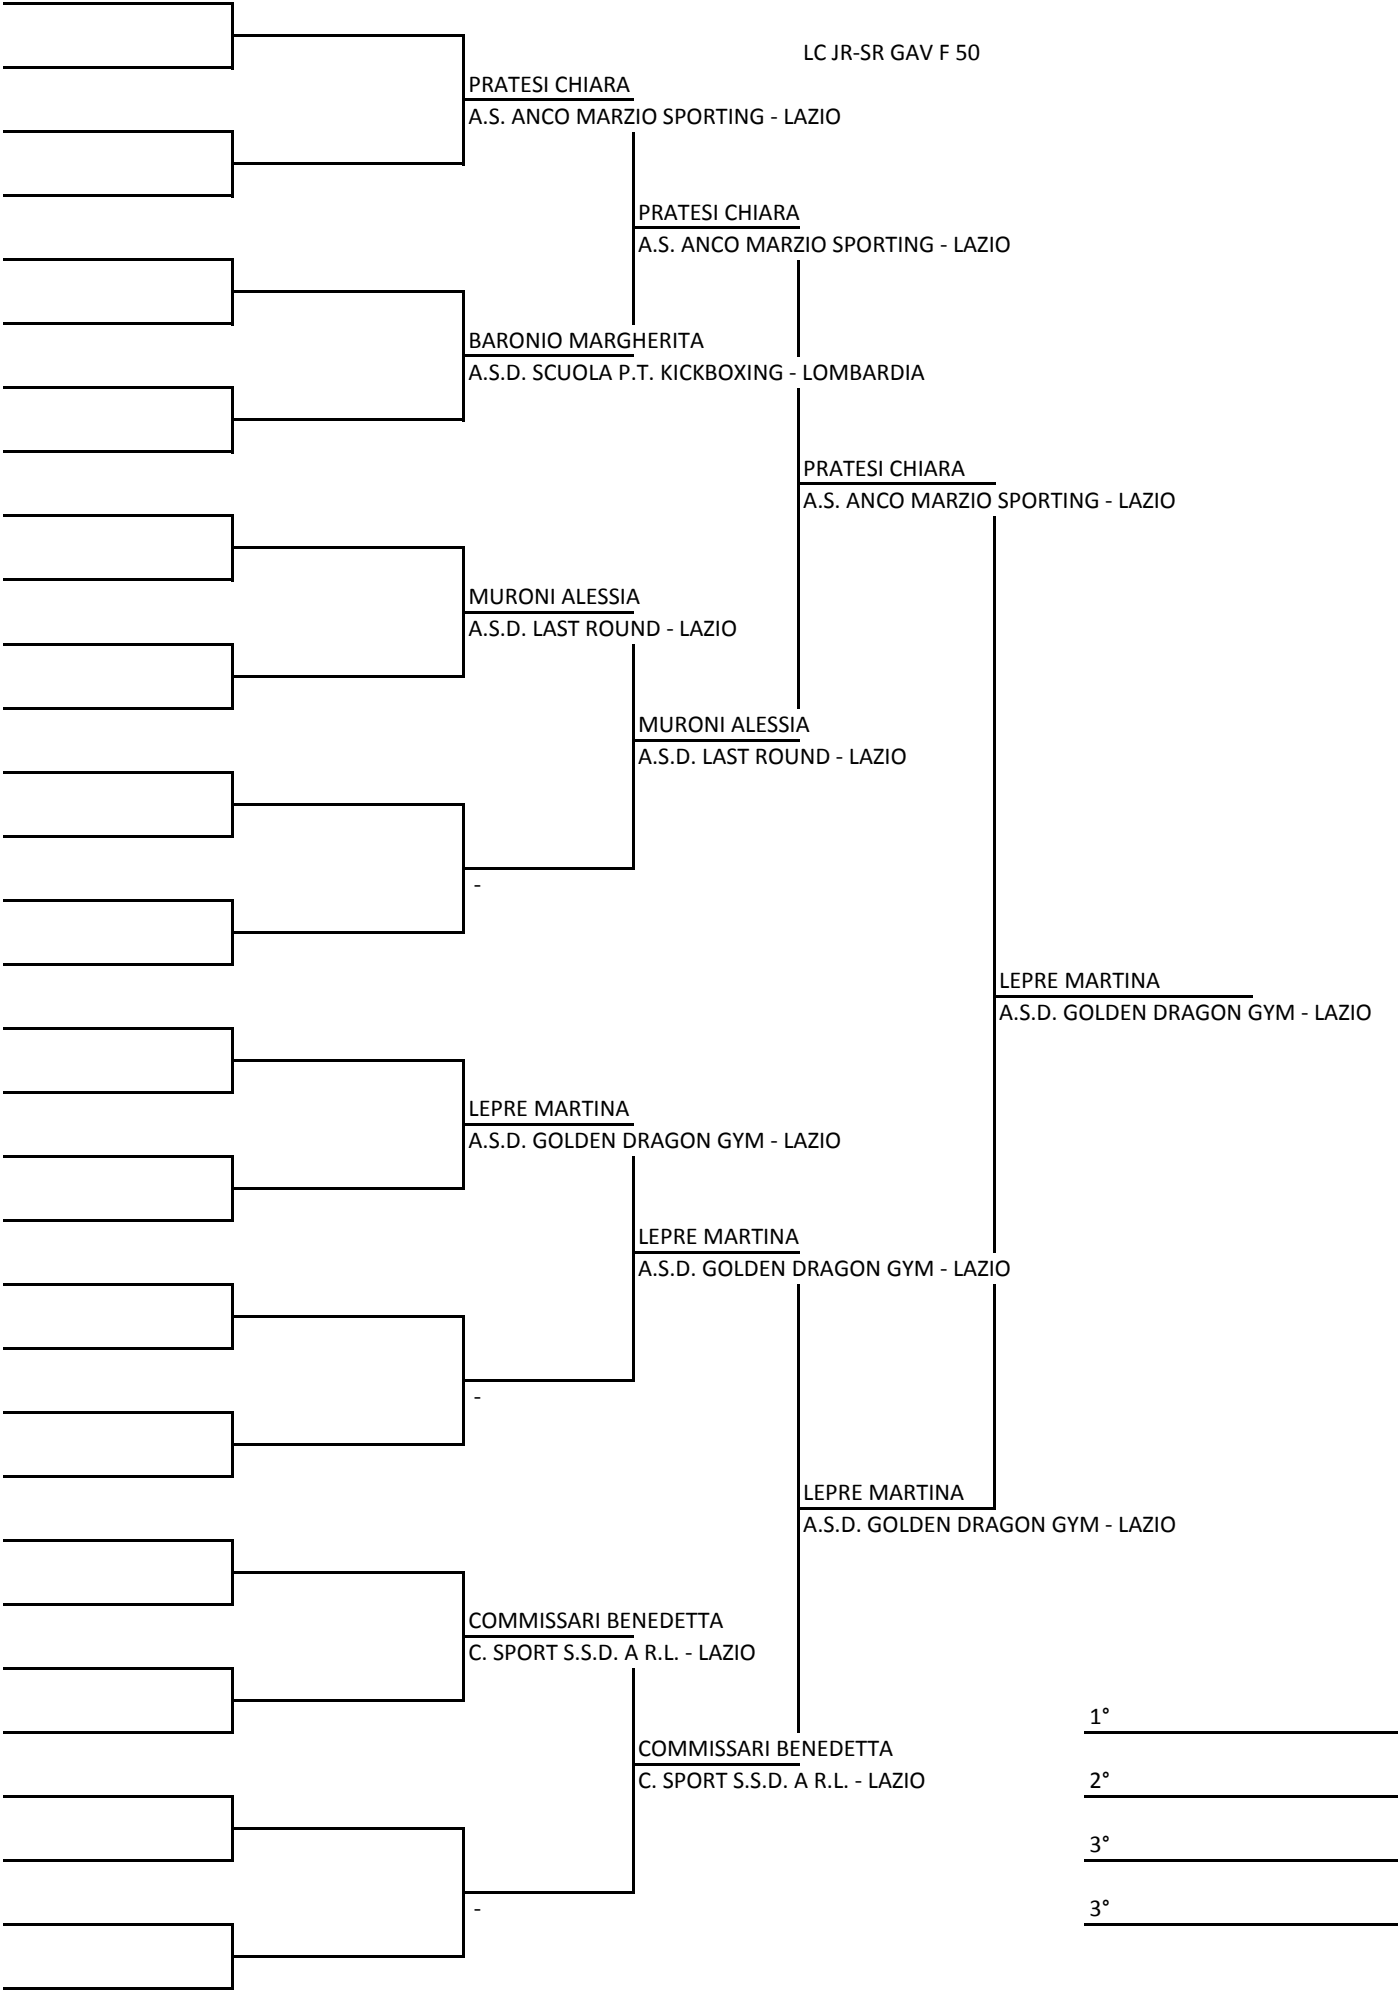 LC JR-SR GAV F 50
PRATESI CHIARA
A.S. ANCO MARZIO SPORTING - LAZIO
PRATESI CHIARA
A.S. ANCO MARZIO SPORTING - LAZIO
BARONIO MARGHERITA
A.S.D. SCUOLA P.T. KICKBOXING - LOMBARDIA
PRATESI CHIARA
A.S. ANCO MARZIO SPORTING - LAZIO
MURONI ALESSIA
A.S.D. LAST ROUND - LAZIO
MURONI ALESSIA
A.S.D. LAST ROUND - LAZIO
-
LEPRE MARTINA
A.S.D. GOLDEN DRAGON GYM - LAZIO
LEPRE MARTINA
A.S.D. GOLDEN DRAGON GYM - LAZIO
LEPRE MARTINA
A.S.D. GOLDEN DRAGON GYM - LAZIO
-
LEPRE MARTINA
A.S.D. GOLDEN DRAGON GYM - LAZIO
COMMISSARI BENEDETTA
C. SPORT S.S.D. A R.L. - LAZIO
COMMISSARI BENEDETTA
C. SPORT S.S.D. A R.L. - LAZIO
-
1°
2°
3°
3°